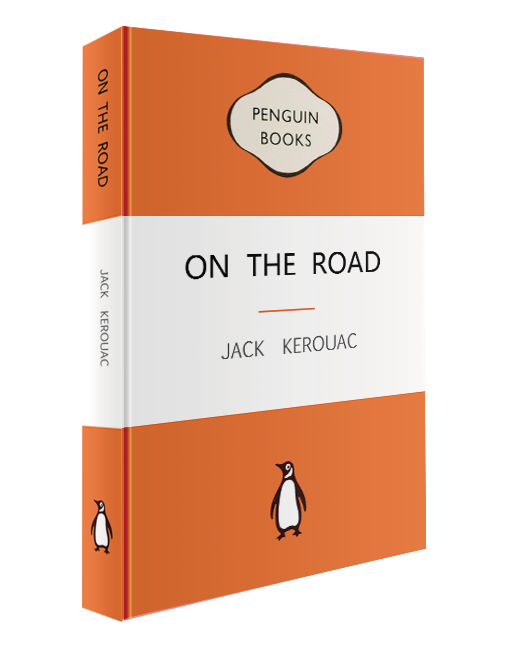 ON THE ROAD
JACK KEROUAC
PENGUIN
BOOKS
ON THE ROAD
JACK KEROUAC